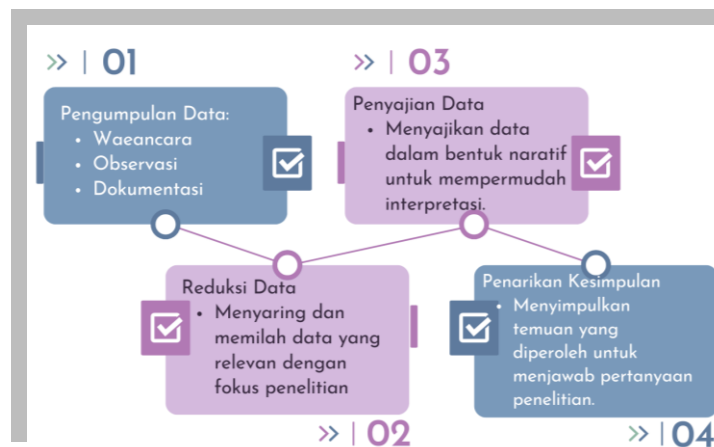 01
Pengumpulan Data:
• Waeancara
• Observasi
• Dokumentasi
Reduksi Data
• Menyaring dan
memilah data yang
relevan dengan
fokus penelitian
02
03
Penyajian Data
• Menyajikan data
dalam bentuk naratif
untuk mempermudah
interpretasi.
Penarikan Kesimpulan
• Menyimpulkan
temuan yang
diperoleh untuk
menjawab pertanyaan
penelitian.
04